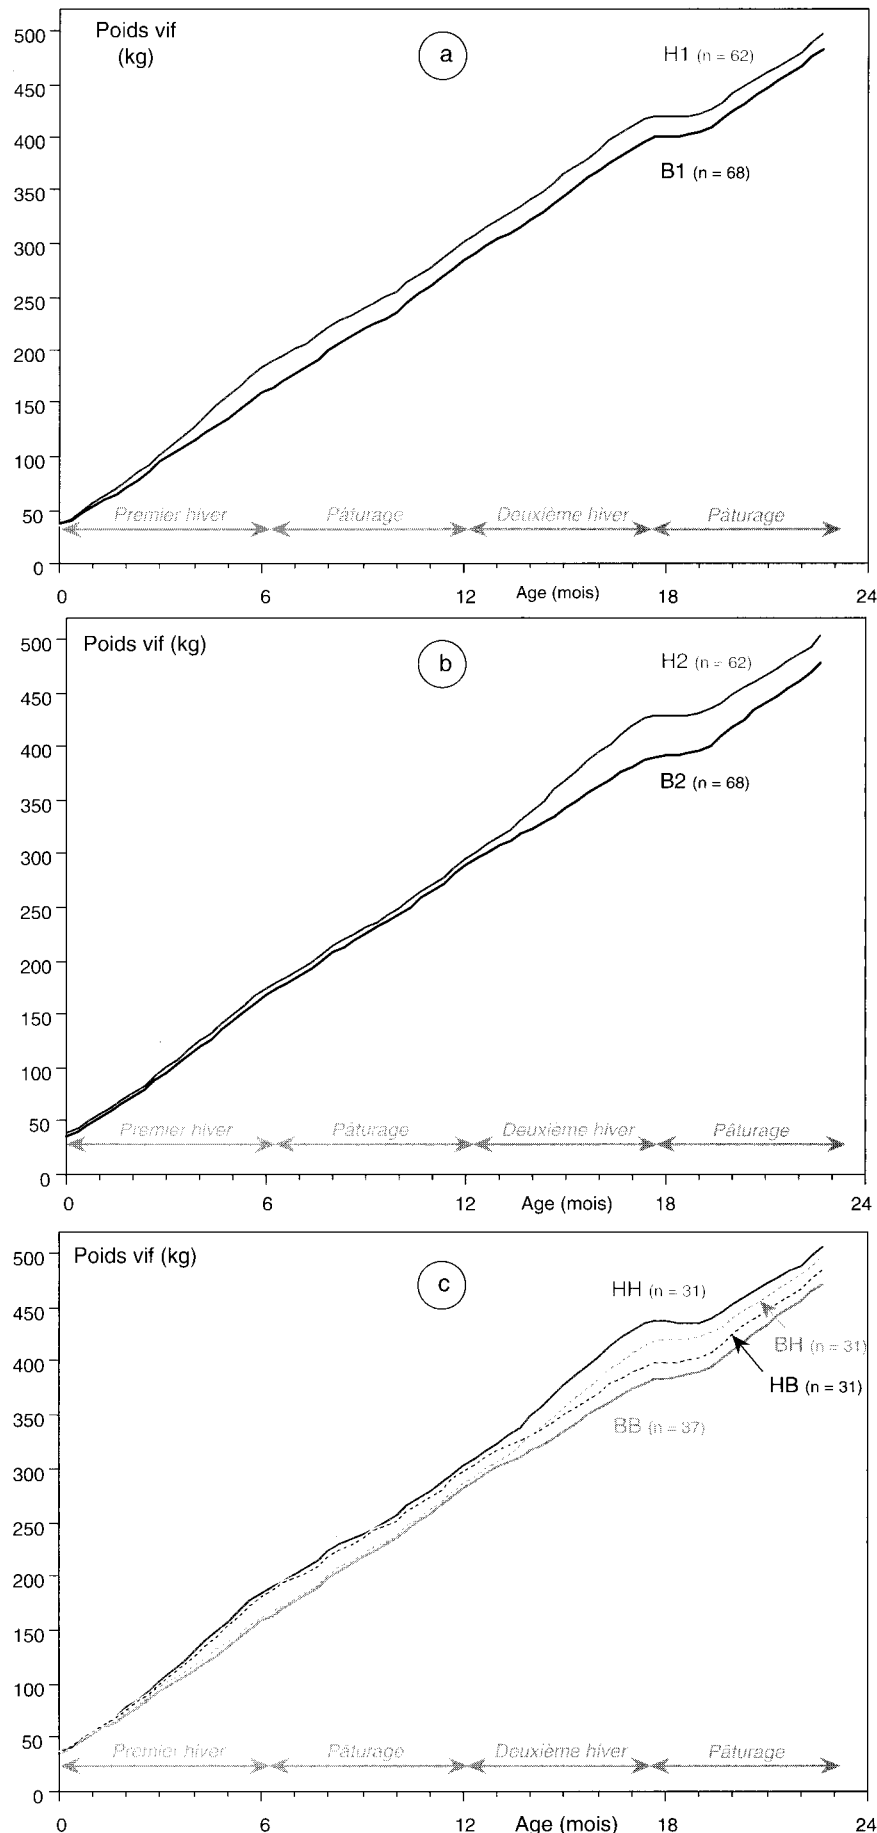 500
450
400
350
300
250
200
150
100
50
0
Poids vif
(kg)
a
H1 (n = 62)
B1 (n = 68)
Premier hiver
Pâturage
Deuxième hiver
Pâturage
0
6
12
Age (mois)
18
24
500
450
400
350
300
250
200
150
100
50
0
Poids vif (kg)
b
H2 (n = 62)
B2 (n = 68)
Premier hiver
Pâturage
Deuxième hiver
Pâturage
0
6
12
Age (mois)
18
24
500
450
400
350
300
250
200
150
100
50
0
Poids vif (kg)
c
HH (n = 31)
BH (n = 31)
HB (n = 31)
BB (n = 37)
Premier hiver
Pâturage
Deuxième hiver
Pâturage
0
6
12
Age (mois)
18
24